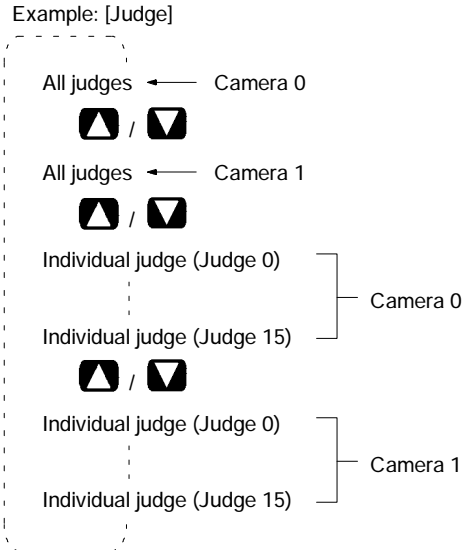 Example: [Judge]
All judges Camera 0
/
All judges Camera 1
/
Individual judge (Judge 0)
Camera 0
Individual judge (Judge 15)
/
Individual judge (Judge 0)
Camera 1
Individual judge (Judge 15)